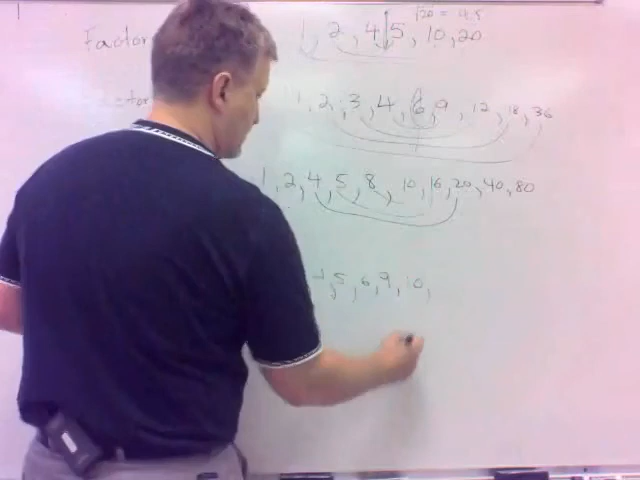 √20 = 4.5
Factor 1, 2, 4, 5, 10, 20
1, 2, 3, 4, 6, 9, 12, 18, 36
1, 2, 4, 5, 8, 10, 16, 20, 40, 80
4, 5, 6, 9, 10,